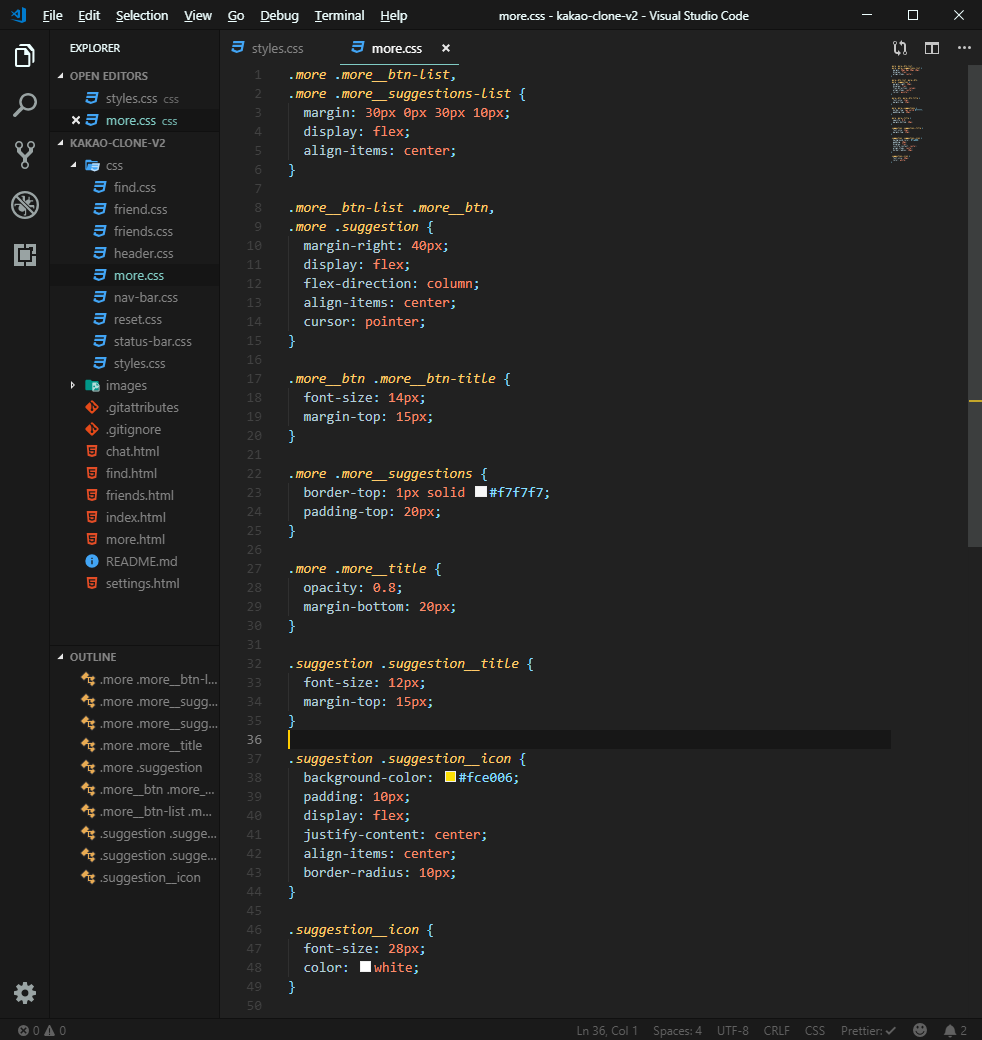 File Edit Selection View Go Debug Terminal Help more.css - kakao-clone-v2 - Visual Studio Code
EXPLORER
OPEN EDITORS
styles.css css
more.css css
KAKAO-CLONE-V2
css
find.css
friend.css
friends.css
header.css
more.css
nav-bar.css
reset.css
status-bar.css
styles.css
images
.gitattributes
.gitignore
chat.html
find.html
friends.html
index.html
more.html
README.md
settings.html
OUTLINE
.more .more__btn-l...
.more .more__sugg...
.more .more__sugg...
.more .more__title
.more .suggestion
.more__btn .more_...
.more__btn-list .m...
.suggestion .sugge...
.suggestion .sugge...
.suggestion__icon
styles.css more.css
1 .more .more__btn-list,
2 .more .more__suggestions-list {
3 margin: 30px 0px 30px 10px;
4 display: flex;
5 align-items: center;
6 }
7
8 .more__btn-list .more__btn,
9 .more .suggestion {
10 margin-right: 40px;
11 display: flex;
12 flex-direction: column;
13 align-items: center;
14 cursor: pointer;
15 }
16
17 .more__btn .more__btn-title {
18 font-size: 14px;
19 margin-top: 15px;
20 }
21
22 .more .more__suggestions {
23 border-top: 1px solid #f7f7f7;
24 padding-top: 20px;
25 }
26
27 .more .more__title {
28 opacity: 0.8;
29 margin-bottom: 20px;
30 }
31
32 .suggestion .suggestion__title {
33 font-size: 12px;
34 margin-top: 15px;
35 }
36
37 .suggestion .suggestion__icon {
38 background-color: #fce006;
39 padding: 10px;
40 display: flex;
41 justify-content: center;
42 align-items: center;
43 border-radius: 10px;
44 }
45
46 .suggestion__icon {
47 font-size: 28px;
48 color: white;
49 }
50
0 0 Ln 36, Col 1 Spaces: 4 UTF-8 CRLF CSS Prettier: ✓ 2